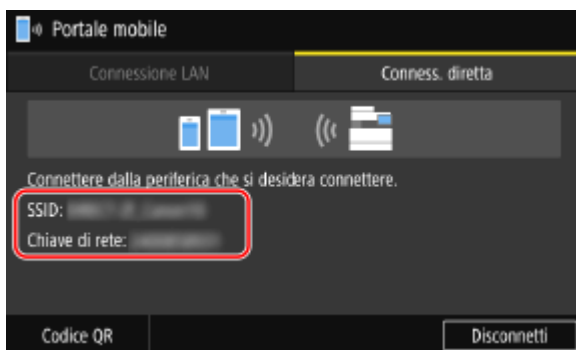 Portale mobile
Connessione LAN
Conness. diretta
Connettere dalla periferica che si desidera connettere.
SSID:
Chiave di rete:
Codice QR
Disconnetti